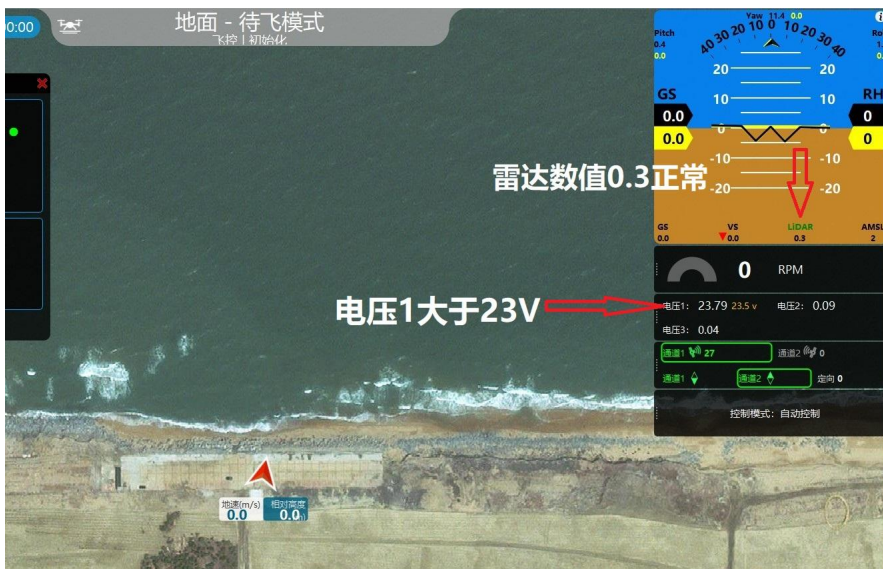 0:00
地面 - 待飞模式
飞控 | 初始化
Yaw 11.4 0.0
Pitch
0.4
0.0
Ro
1.
0.
40 30 20 10 0 10 20 30 40
20 20
GS
10 10
RH
0.0
0
0 0
0.0
0
-10 -10
雷达数值0.3正常
-20 -20
GS VS LiDAR AMSL
0.0 0.0 0.3 2
0 RPM
电压1大于23V
电压1: 23.79 23.5 v 电压2: 0.09
电压3: 0.04
通道1 27 通道2 0
通道1 通道2 定向 0
控制模式: 自动控制
地速(m/s) 相对高度
0.0 0.0